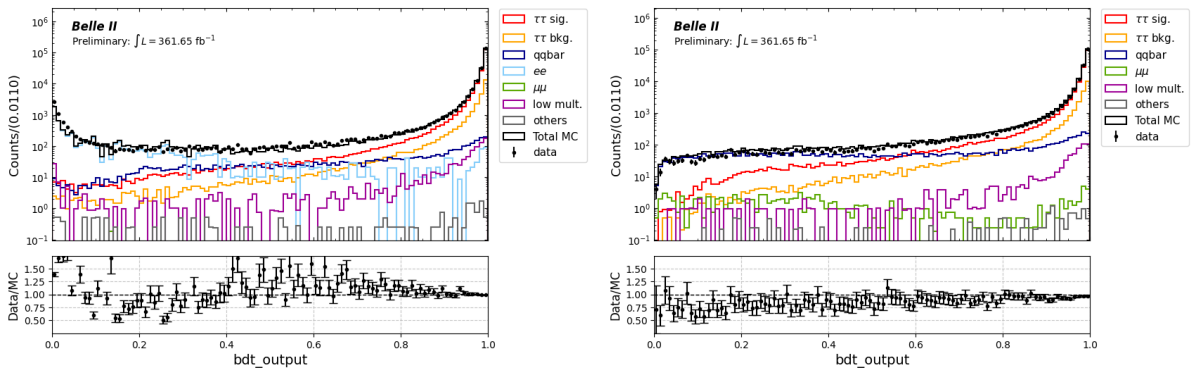 Belle II
Preliminary: ∫ L = 361.65 fb⁻¹
Counts/(0.0110)
10⁶
10⁵
10⁴
10³
10²
10¹
10⁰
10⁻¹
ττ sig.
ττ bkg.
qqbar
ee
μμ
low mult.
others
Total MC
data
Data/MC
1.50
1.25
1.00
0.75
0.50
0.0 0.2 0.4 0.6 0.8 1.0
bdt_output
Belle II
Preliminary: ∫ L = 361.65 fb⁻¹
Counts/(0.0110)
10⁶
10⁵
10⁴
10³
10²
10¹
10⁰
10⁻¹
ττ sig.
ττ bkg.
qqbar
μμ
low mult.
others
Total MC
data
Data/MC
1.50
1.25
1.00
0.75
0.50
0.0 0.2 0.4 0.6 0.8 1.0
bdt_output